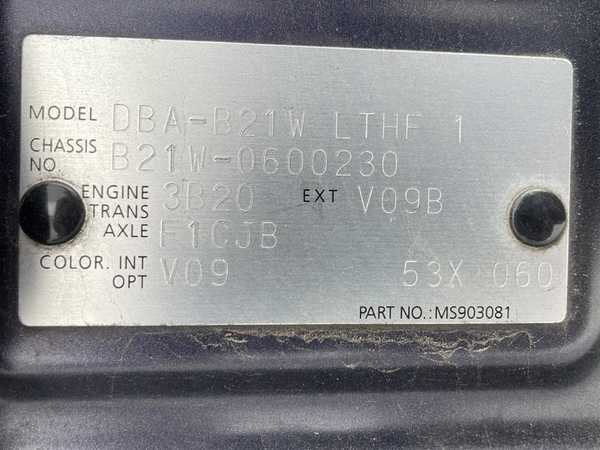 MODEL DBA-B21W LTHF 1
CHASSIS NO. B21W-0600230
ENGINE 3B20 EXT V09B
TRANS AXLE F1CJB
COLOR. INT OPT V09 53X 060
PART NO.: MS903081